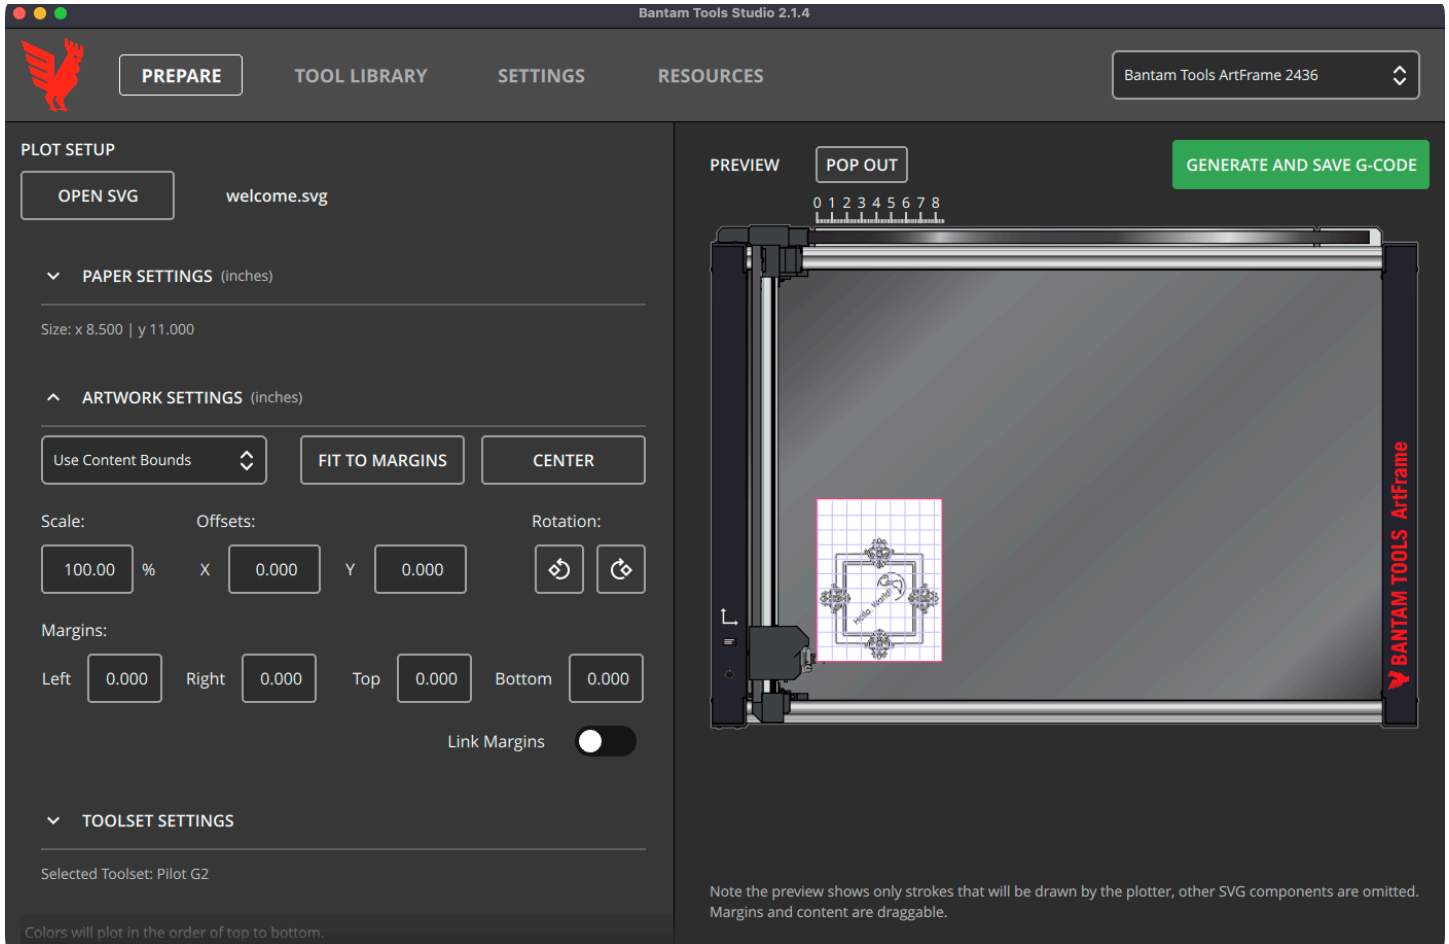 Bantam Tools Studio 2.1.4
PREPARE TOOL LIBRARY SETTINGS RESOURCES Bantam Tools ArtFrame 2436
PLOT SETUP
OPEN SVG welcome.svg
PAPER SETTINGS (inches)
Size: x 8.500 | y 11.000
ARTWORK SETTINGS (inches)
Use Content Bounds FIT TO MARGINS CENTER
Scale: Offsets: Rotation:
100.00 % X 0.000 Y 0.000
Margins:
Left 0.000 Right 0.000 Top 0.000 Bottom 0.000
Link Margins
TOOLSET SETTINGS
Selected Toolset: Pilot G2
Colors will plot in the order of top to bottom.
PREVIEW POP OUT GENERATE AND SAVE G-CODE
0 1 2 3 4 5 6 7 8
Hello, World!
BANTAM TOOLS ArtFrame
Note the preview shows only strokes that will be drawn by the plotter, other SVG components are omitted.
Margins and content are draggable.